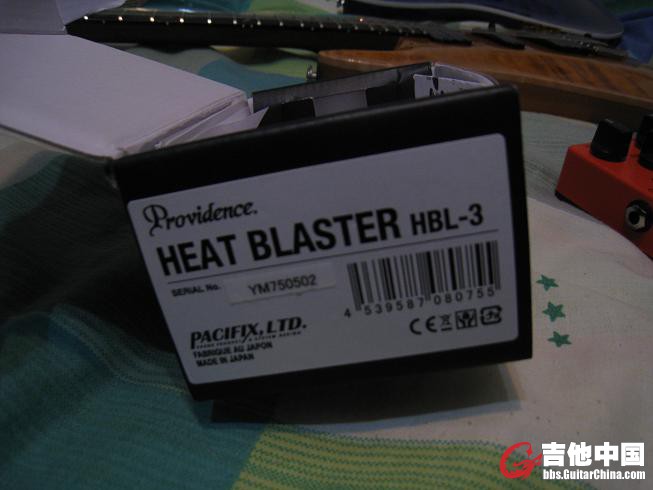 Providence.
HEAT BLASTER HBL-3
SERIAL No. YM750502
4 539587 080755
PACIFIX, LTD.
FABRIQUE AU JAPON
MADE IN JAPAN
CE
吉他中国
bbs.GuitarChina.com